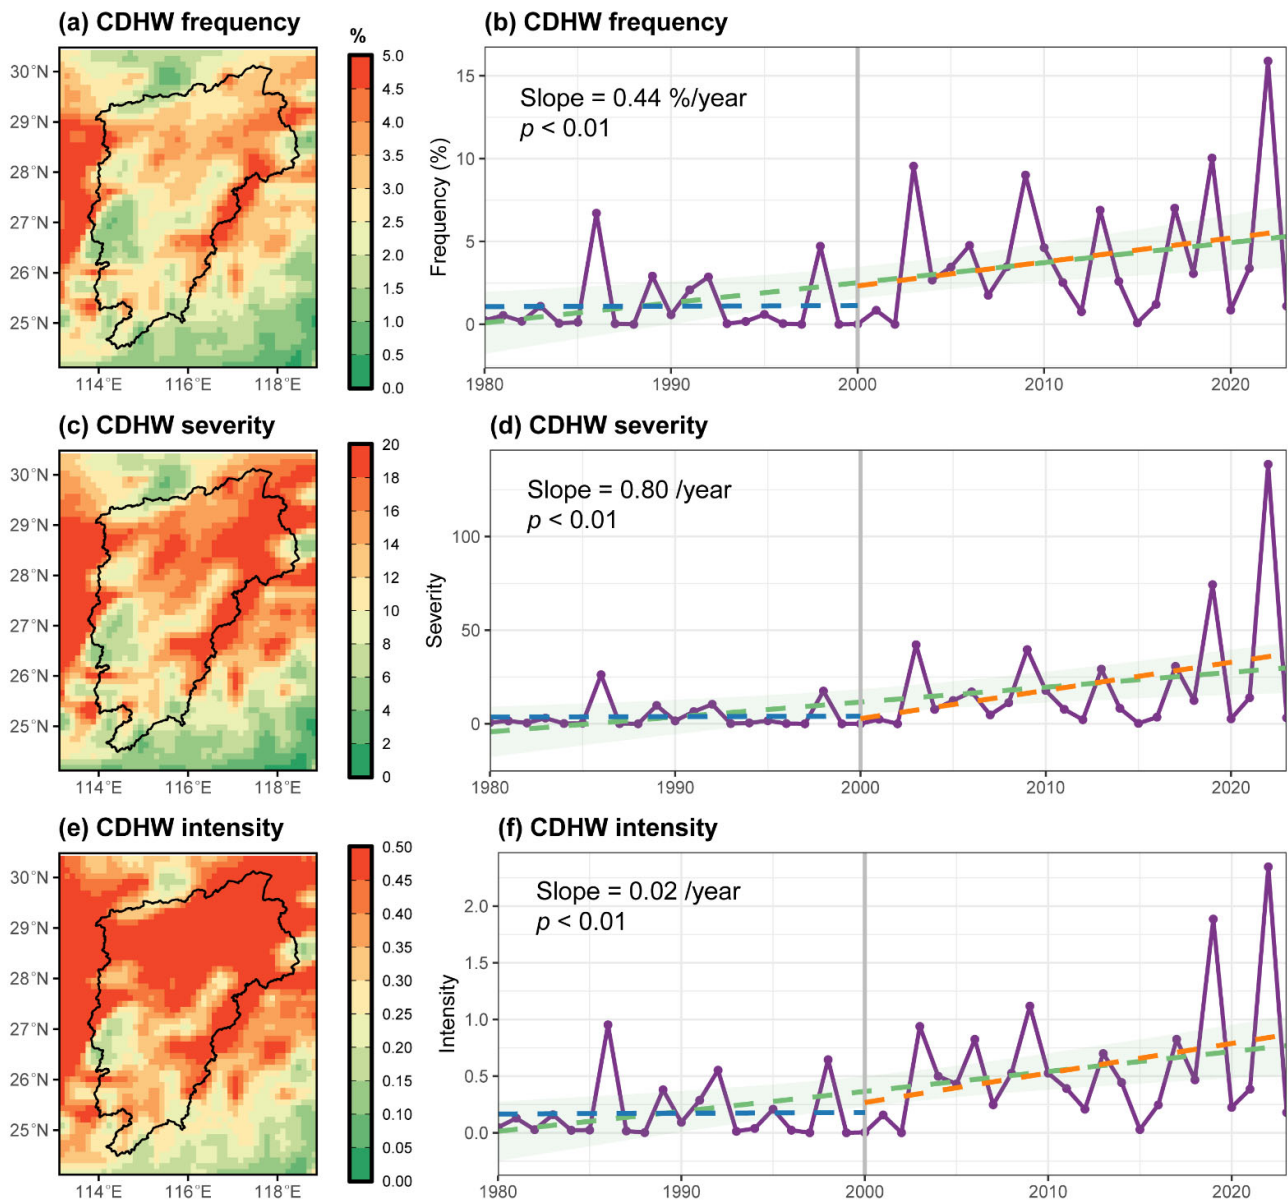 (a) CDHW frequency
%
30°N
29°N
28°N
27°N
26°N
25°N
114°E 116°E 118°E
5.0
4.5
4.0
3.5
3.0
2.5
2.0
1.5
1.0
0.5
0.0
(b) CDHW frequency
Slope = 0.44 %/year
p < 0.01
Frequency (%)
15
10
5
0
1980 1990 2000 2010 2020
(c) CDHW severity
30°N
29°N
28°N
27°N
26°N
25°N
114°E 116°E 118°E
20
18
16
14
12
10
8
6
4
2
0
(d) CDHW severity
Slope = 0.80 /year
p < 0.01
Severity
100
50
0
1980 1990 2000 2010 2020
(e) CDHW intensity
30°N
29°N
28°N
27°N
26°N
25°N
114°E 116°E 118°E
0.50
0.45
0.40
0.35
0.30
0.25
0.20
0.15
0.10
0.05
0.00
(f) CDHW intensity
Slope = 0.02 /year
p < 0.01
Intensity
2.0
1.5
1.0
0.5
0.0
1980 1990 2000 2010 2020